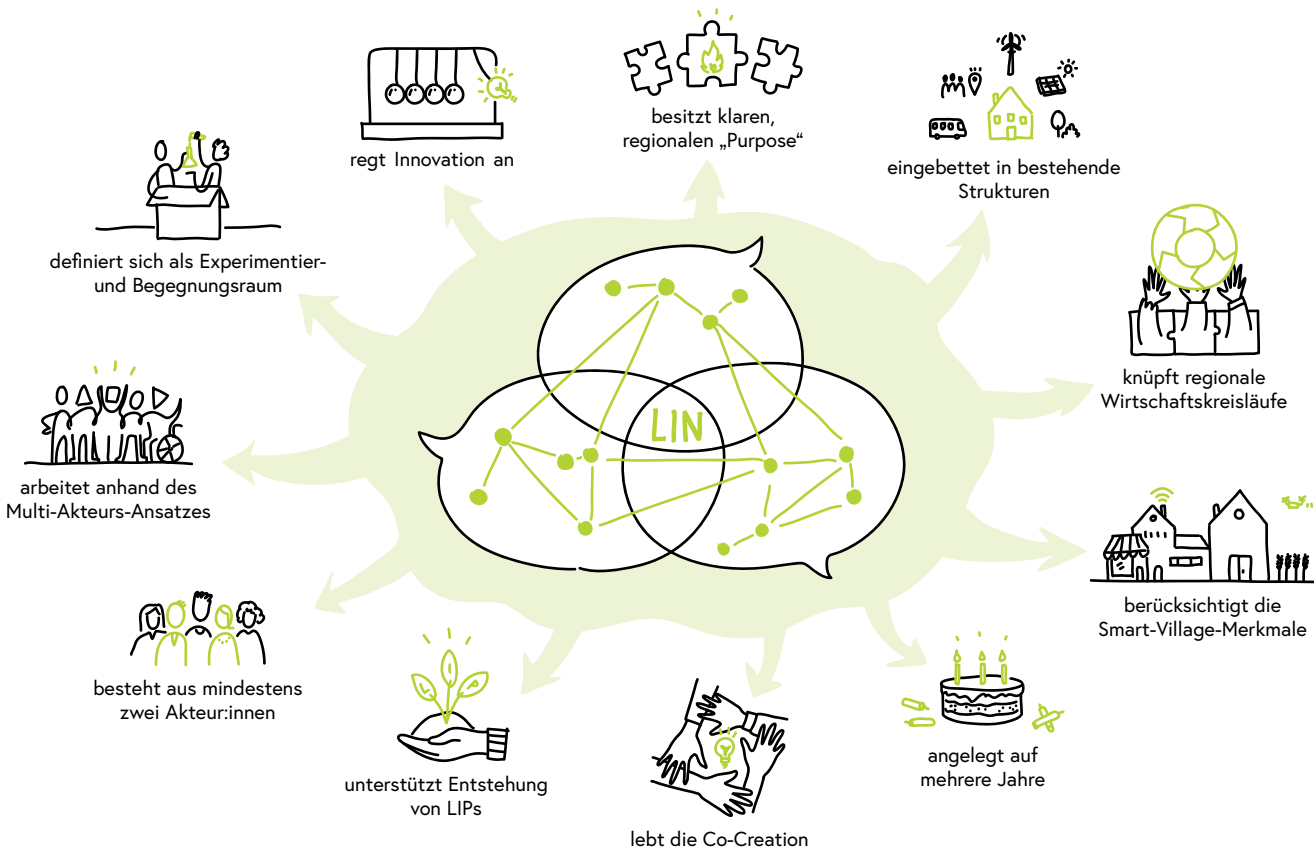 regt Innovation an
besitzt klaren,
regionalen „Purpose“
eingebettet in bestehende
Strukturen
definiert sich als Experimentier-
und Begegnungsraum
knüpft regionale
Wirtschaftskreisläufe
LIN
arbeitet anhand des
Multi-Akteurs-Ansatzes
berücksichtigt die
Smart-Village-Merkmale
besteht aus mindestens
zwei Akteur:innen
L I P
unterstützt Entstehung
von LIPs
lebt die Co-Creation
angelegt auf
mehrere Jahre